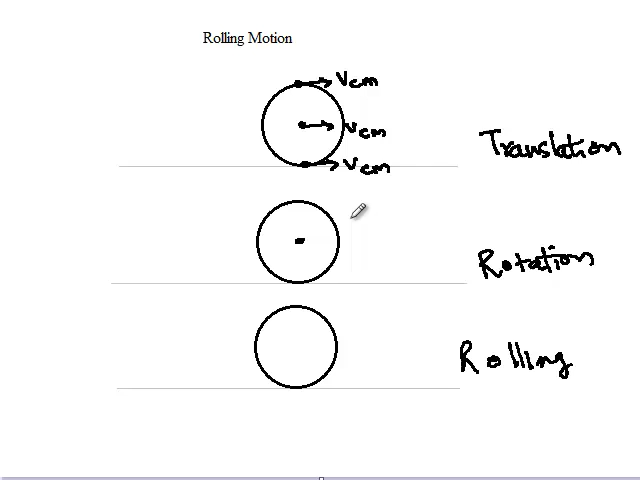 Rolling Motion
Vcm
Vcm
Translation
Vcm
Rotation
Rolling